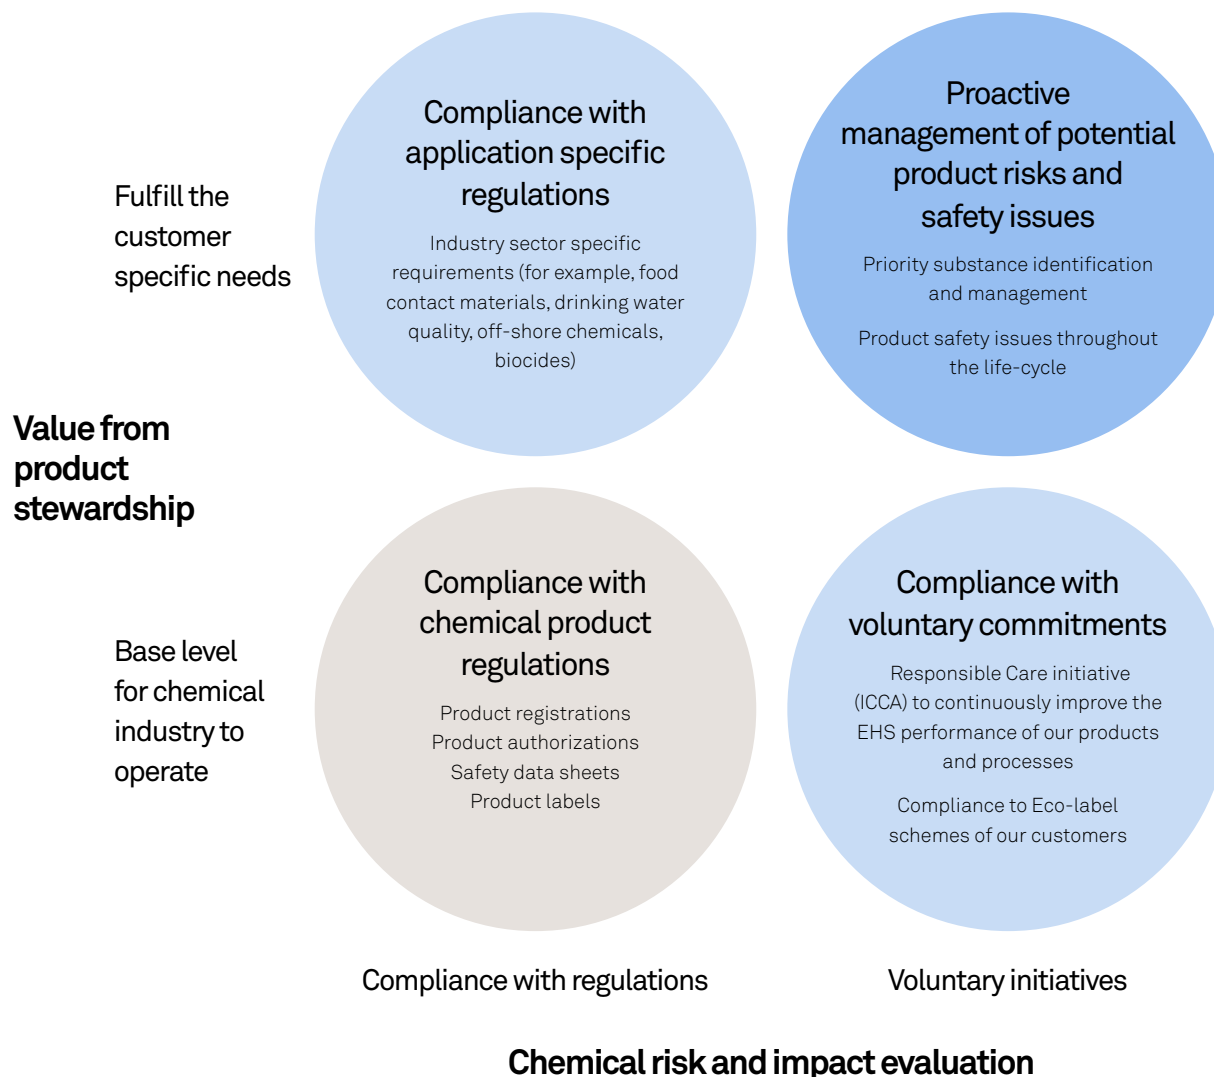 Compliance with
application specific
regulations
Industry sector specific
requirements (for example, food
contact materials, drinking water
quality, off-shore chemicals,
biocides)
Proactive
management of potential
product risks and
safety issues
Priority substance identification
and management
Product safety issues throughout
the life-cycle
Fulfill the
customer
specific needs
Value from
product
stewardship
Base level
for chemical
industry to
operate
Compliance with
chemical product
regulations
Product registrations
Product authorizations
Safety data sheets
Product labels
Compliance with
voluntary commitments
Responsible Care initiative
(ICCA) to continuously improve the
EHS performance of our products
and processes
Compliance to Eco-label
schemes of our customers
Compliance with regulations
Voluntary initiatives
Chemical risk and impact evaluation